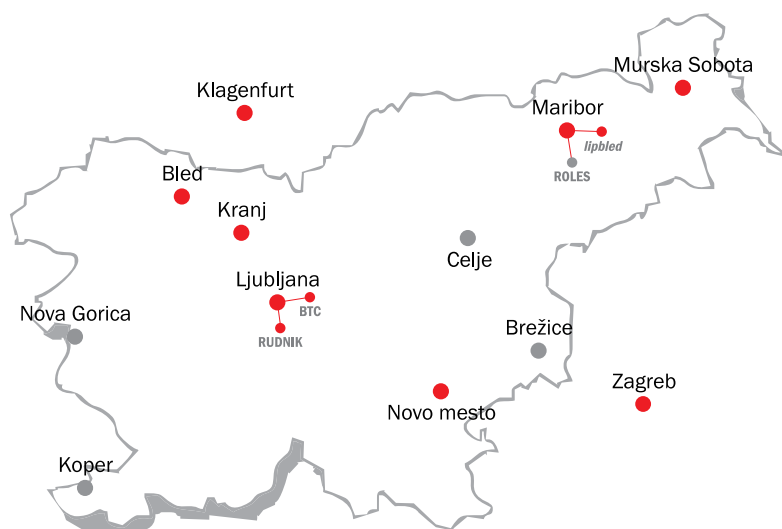 Murska Sobota
Klagenfurt
Maribor
lipbled
ROLES
Bled
Kranj
Celje
Ljubljana
BTC
RUDNIK
Nova Gorica
Brežice
Zagreb
Novo mesto
Koper